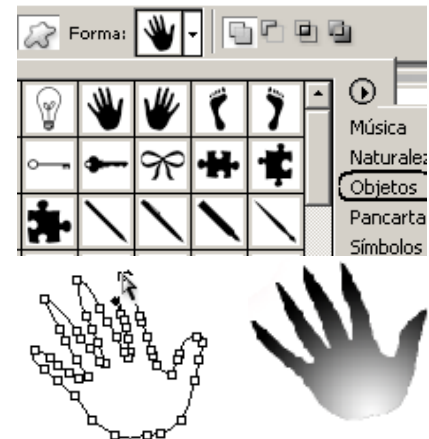 Forma:
Música
Naturalez
Objetos
Pancarta
Símbolos